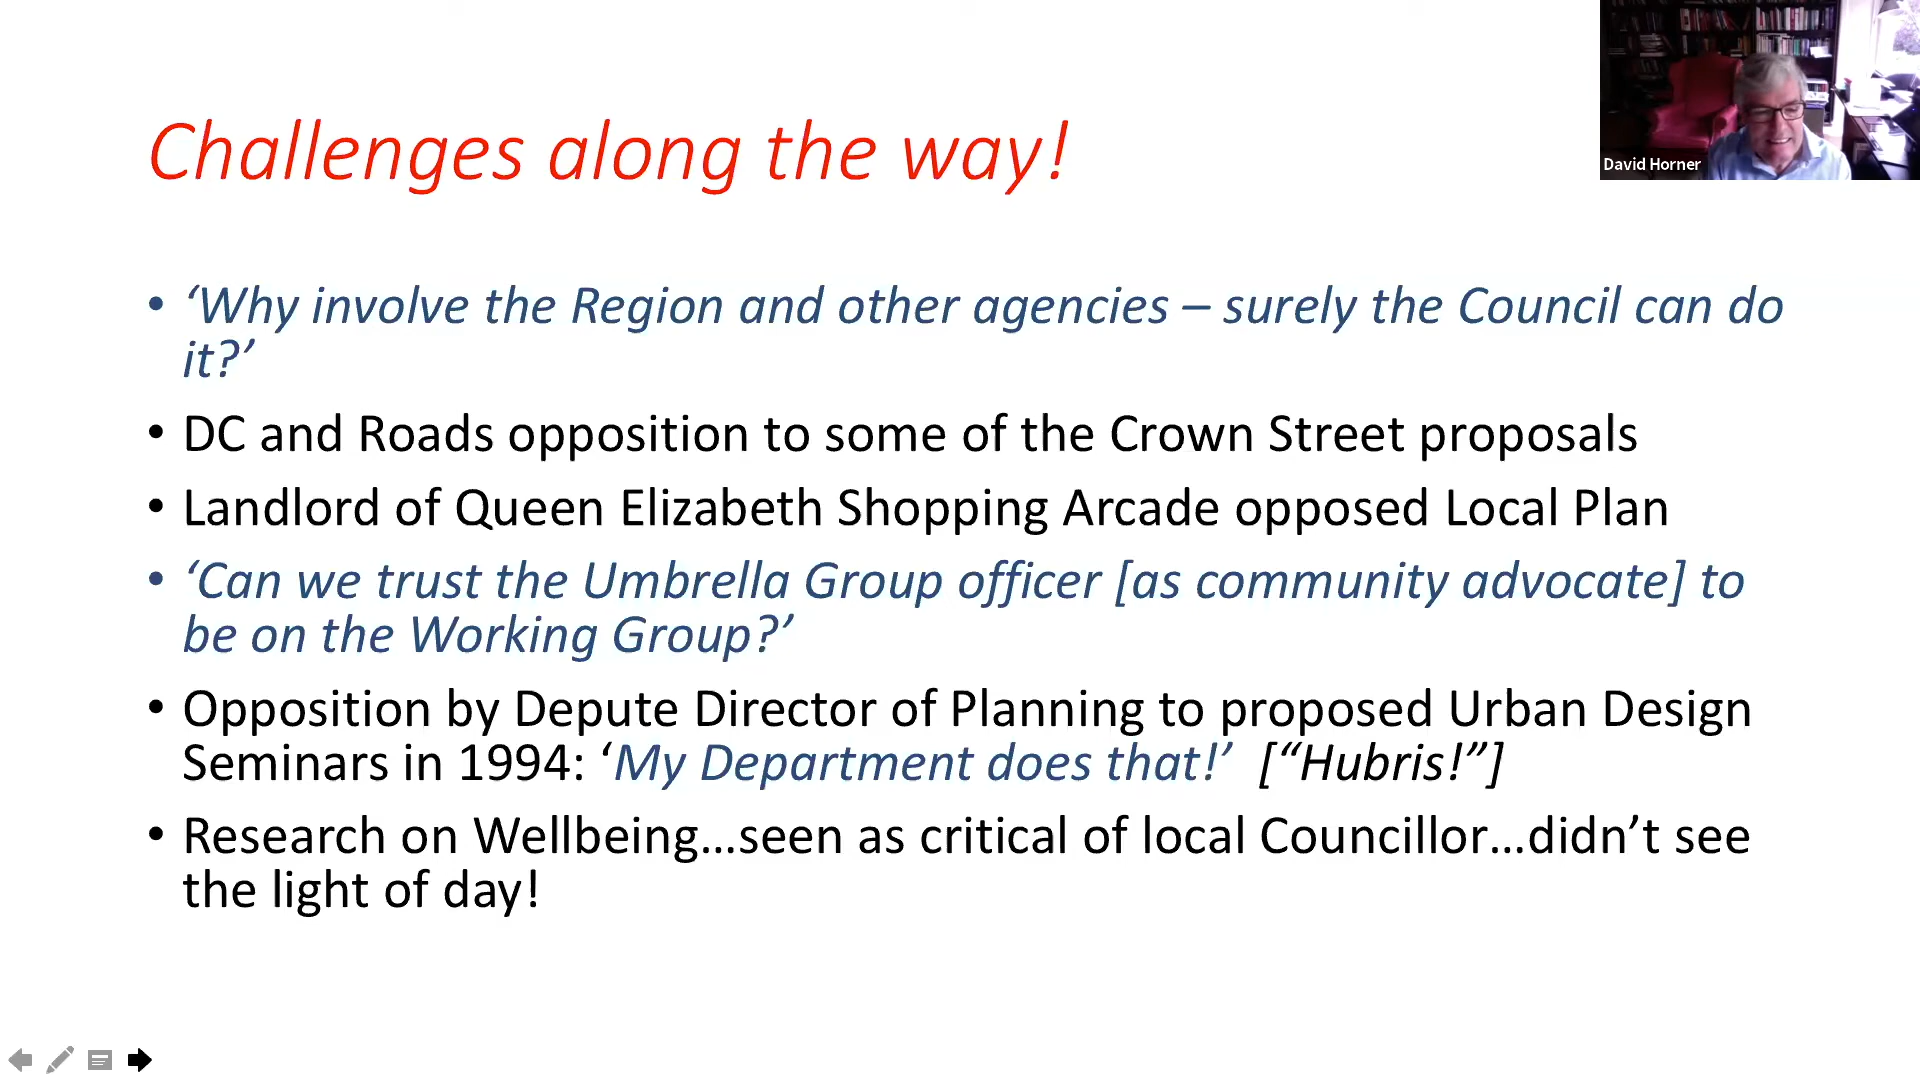 David Horner
Challenges along the way!
• ‘Why involve the Region and other agencies – surely the Council can do
it?’
• DC and Roads opposition to some of the Crown Street proposals
• Landlord of Queen Elizabeth Shopping Arcade opposed Local Plan
• ‘Can we trust the Umbrella Group officer [as community advocate] to
be on the Working Group?’
• Opposition by Depute Director of Planning to proposed Urban Design
Seminars in 1994: ‘My Department does that!’ [“Hubris!”]
• Research on Wellbeing…seen as critical of local Councillor…didn’t see
the light of day!